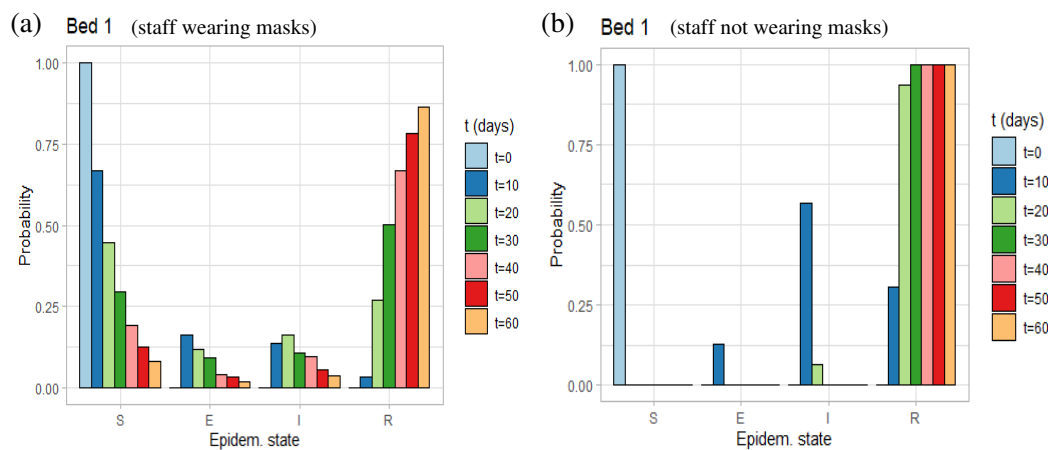 (a) Bed 1 (staff wearing masks)
1.00
0.75
0.50
0.25
0.00
Probability
S E I R
Epidem. state
t (days)
t=0
t=10
t=20
t=30
t=40
t=50
t=60
(b) Bed 1 (staff not wearing masks)
1.00
0.75
0.50
0.25
0.00
Probability
S E I R
Epidem. state
t (days)
t=0
t=10
t=20
t=30
t=40
t=50
t=60